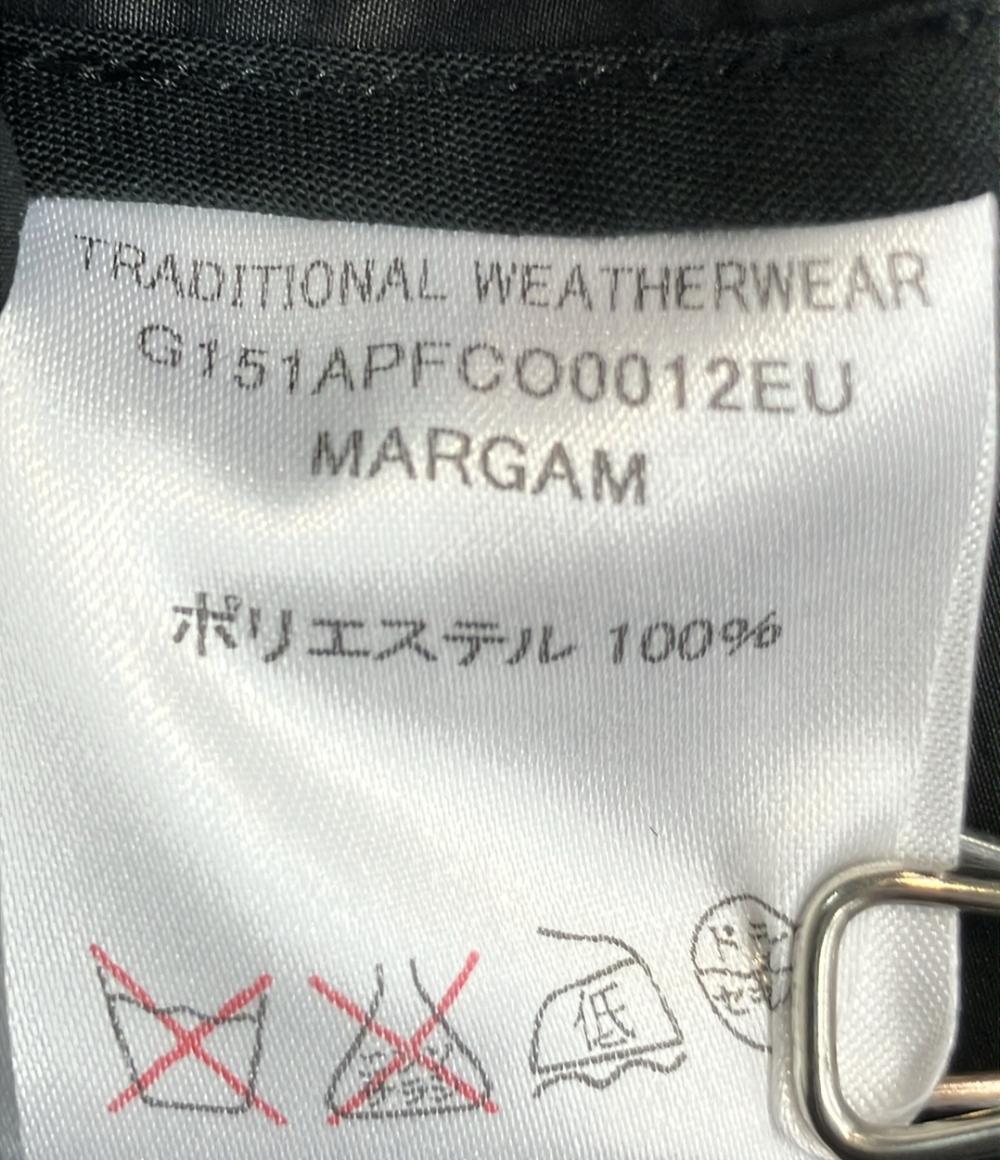 TRADITIONAL WEATHERWEAR
G151APFCO0012EU
MARGAM
ポリエステル 100%
低